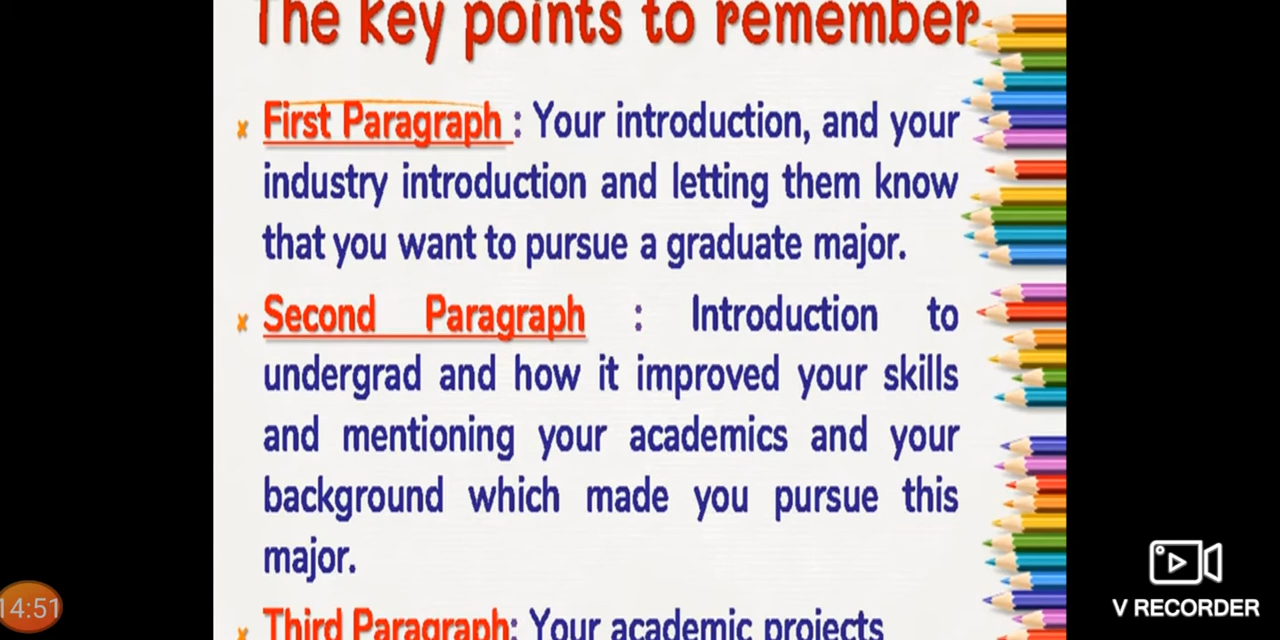 The key points to remember
First Paragraph : Your introduction, and your
industry introduction and letting them know
that you want to pursue a graduate major.
Second Paragraph : Introduction to
undergrad and how it improved your skills
and mentioning your academics and your
background which made you pursue this
major.
Third Paragraph: Your academic projects
14:51
V RECORDER